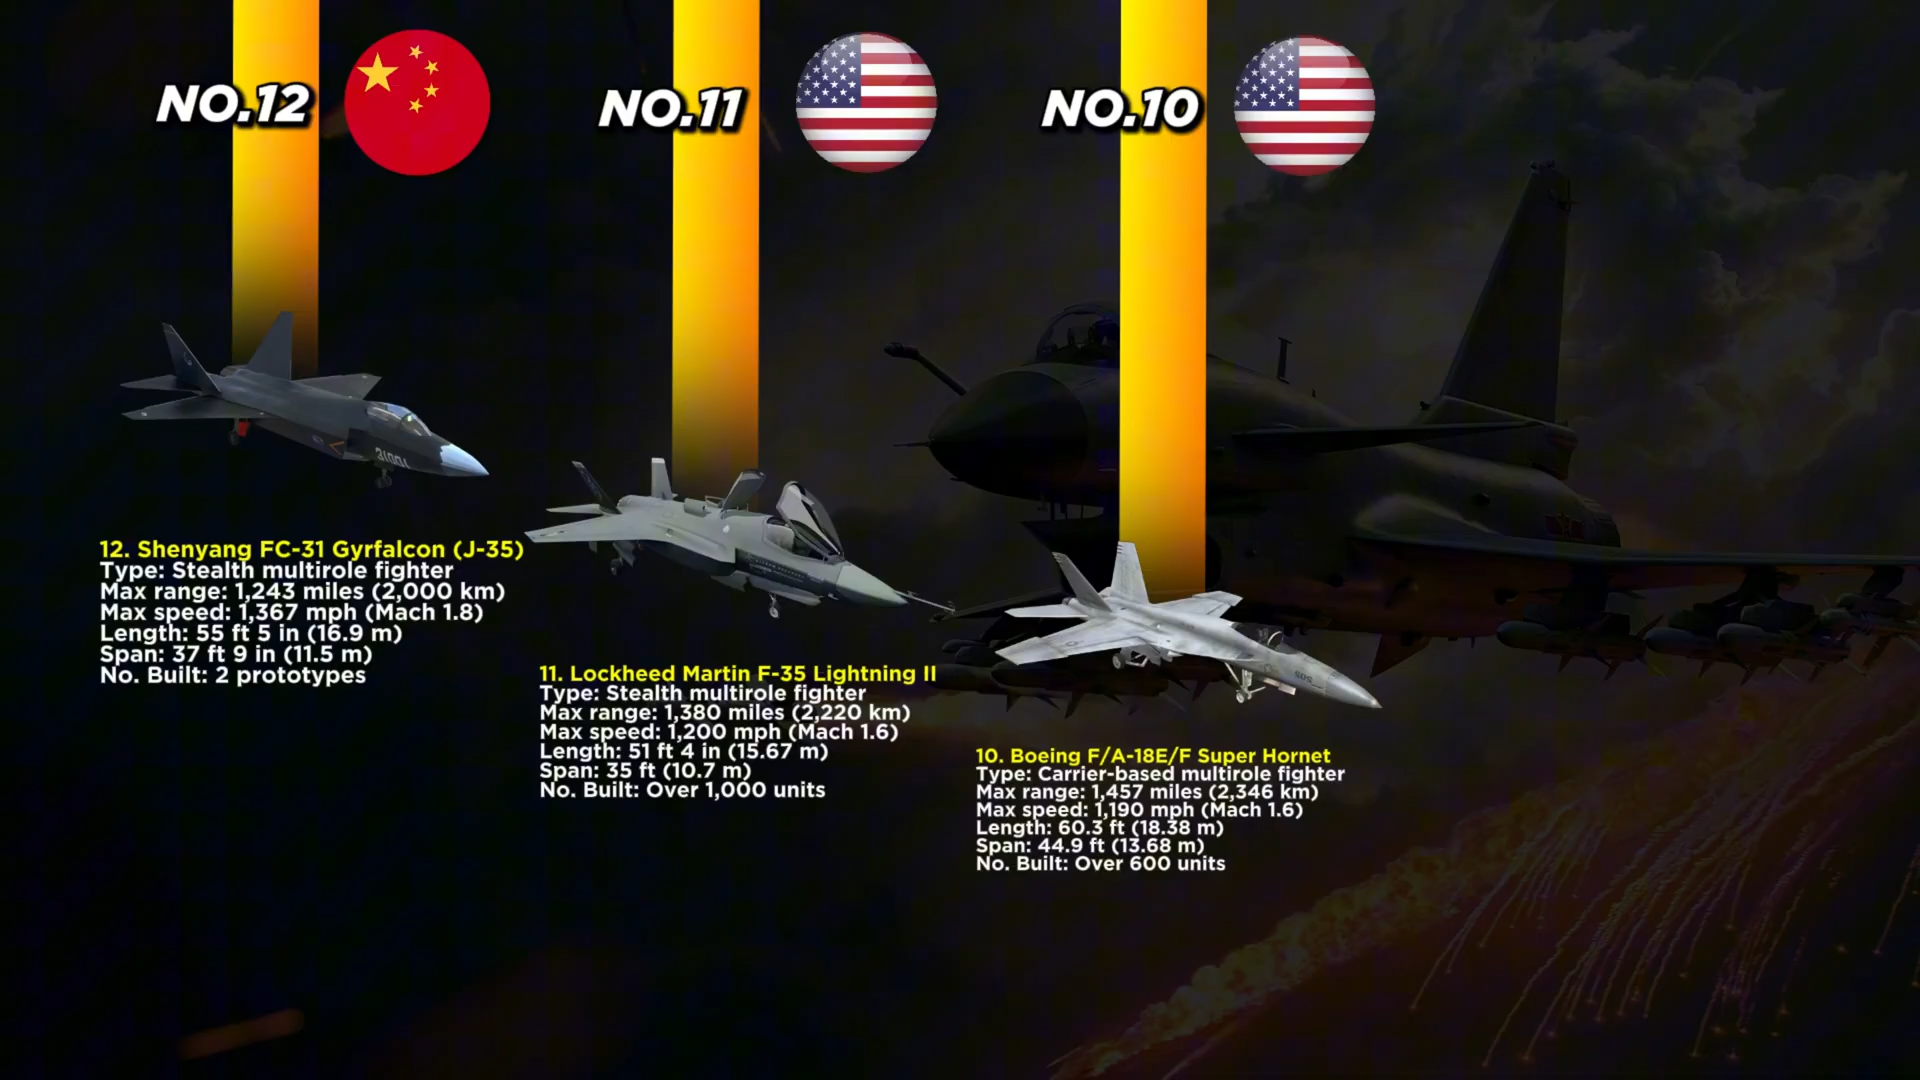 NO.12
NO.11
NO.10
31001
12. Shenyang FC-31 Gyrfalcon (J-35)
Type: Stealth multirole fighter
Max range: 1,243 miles (2,000 km)
Max speed: 1,367 mph (Mach 1.8)
Length: 55 ft 5 in (16.9 m)
Span: 37 ft 9 in (11.5 m)
No. Built: 2 prototypes
11. Lockheed Martin F-35 Lightning II
Type: Stealth multirole fighter
Max range: 1,380 miles (2,220 km)
Max speed: 1,200 mph (Mach 1.6)
Length: 51 ft 4 in (15.67 m)
Span: 35 ft (10.7 m)
No. Built: Over 1,000 units
10. Boeing F/A-18E/F Super Hornet
Type: Carrier-based multirole fighter
Max range: 1,457 miles (2,346 km)
Max speed: 1,190 mph (Mach 1.6)
Length: 60.3 ft (18.38 m)
Span: 44.9 ft (13.68 m)
No. Built: Over 600 units